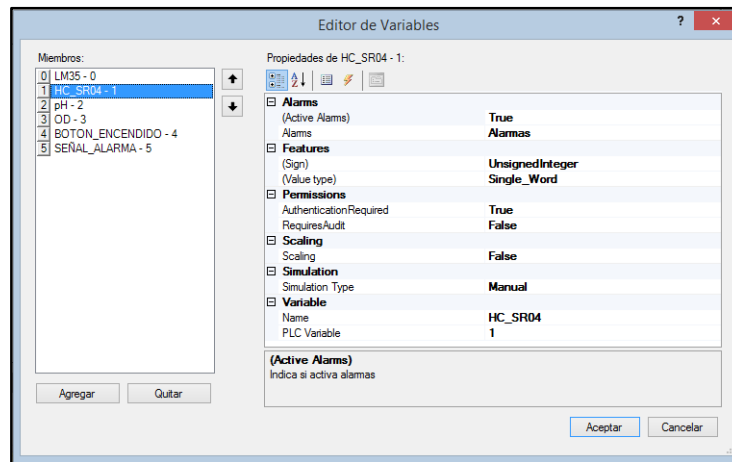 Editor de Variables
? ×
Miembros:
0 LM35 - 0
1 HC_SR04 - 1
2 pH - 2
3 OD - 3
4 BOTON_ENCENDIDO - 4
5 SEÑAL_ALARMA - 5
Agregar Quitar
Propiedades de HC_SR04 - 1:
Alarms
(Active Alarms) True
Alarms Alarmas
Features
(Sign) UnsignedInteger
(Value type) Single_Word
Permissions
AuthenticationRequired True
RequiresAudit False
Scaling
Scaling False
Simulation
Simulation Type Manual
Variable
Name HC_SR04
PLC Variable 1
(Active Alarms)
Indica si activa alarmas
Aceptar Cancelar